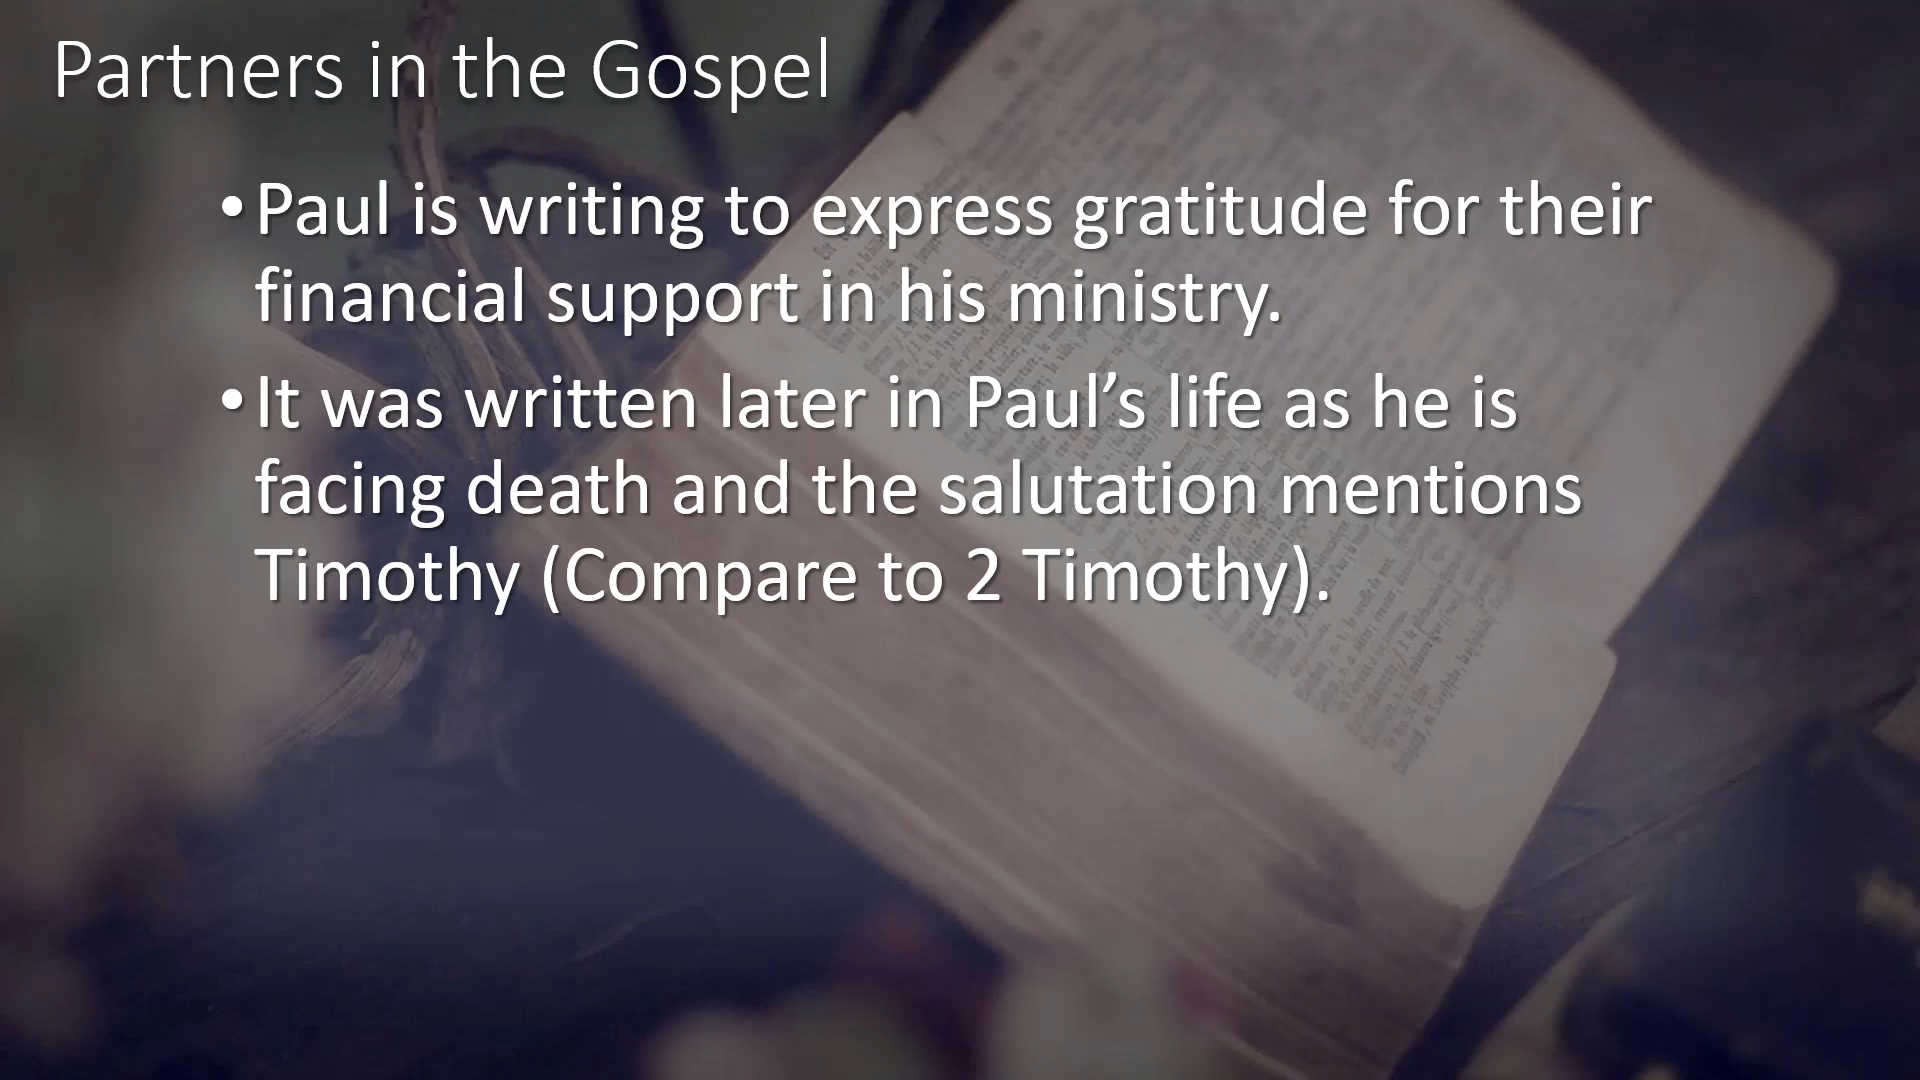 Partners in the Gospel
•Paul is writing to express gratitude for their
financial support in his ministry.
•It was written later in Paul’s life as he is
facing death and the salutation mentions
Timothy (Compare to 2 Timothy).